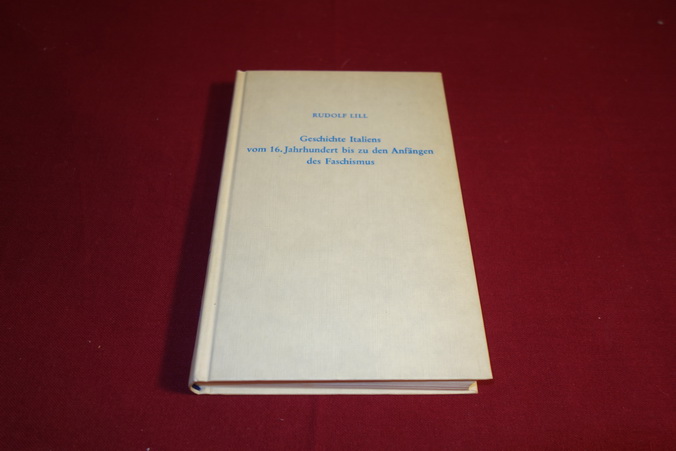 RUDOLF LILL
Geschichte Italiens
vom 16. Jahrhundert bis zu den Anfängen
des Faschismus